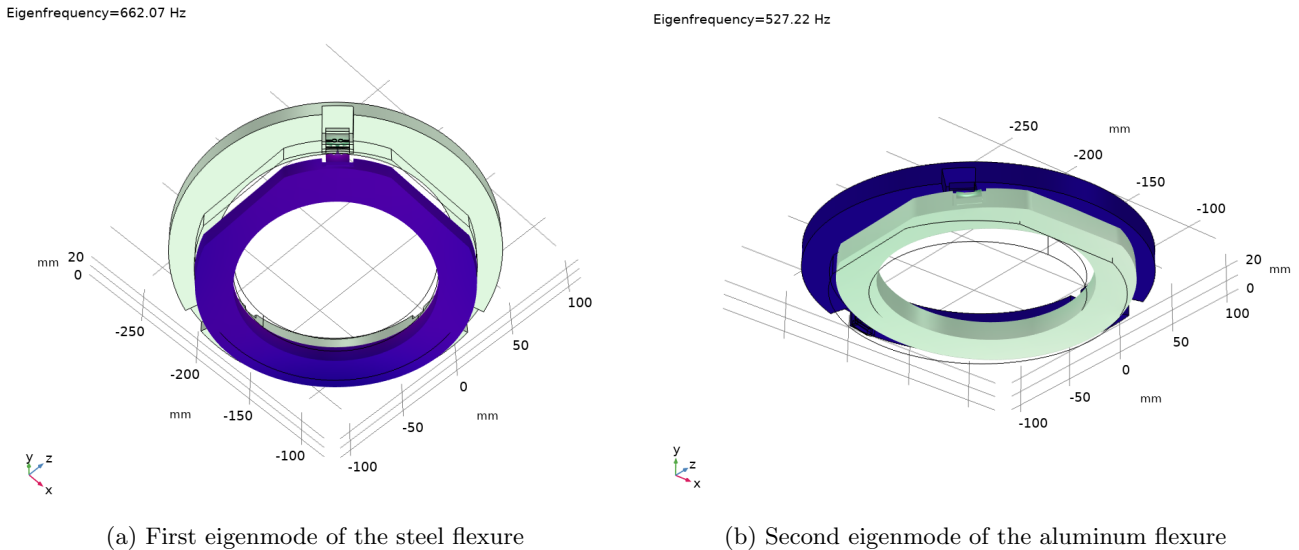 Eigenfrequency=662.07 Hz
mm 20
0
-250
-200
mm
-150
-100
-100
-50
mm
0
50
100
y
z
x
(a) First eigenmode of the steel flexure
Eigenfrequency=527.22 Hz
-250
mm
-200
-150
-100
20
mm
0
100
50
0
mm
-50
-100
y
z
x
(b) Second eigenmode of the aluminum flexure